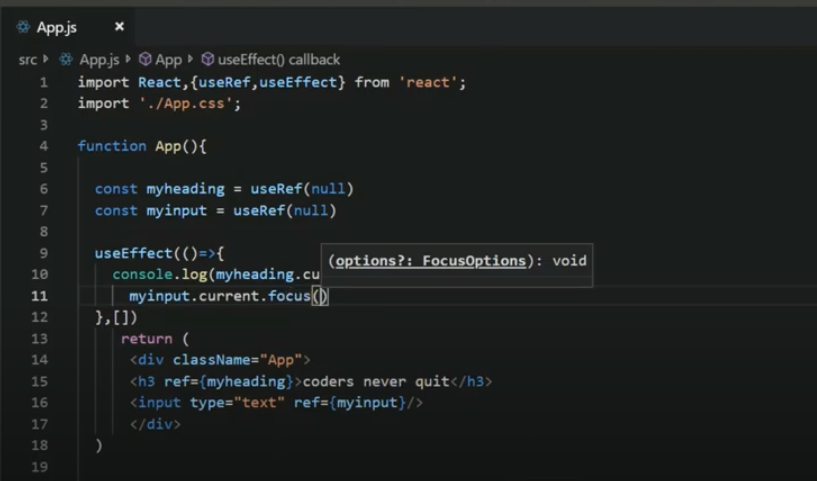 App.js ×
src App.js App useEffect() callback
1 import React,{useRef,useEffect} from 'react';
2 import './App.css';
3
4 function App(){
5
6 const myheading = useRef(null)
7 const myinput = useRef(null)
8
9 useEffect(()=>{
(options?: FocusOptions): void
10 console.log(myheading.cu
11 myinput.current.focus()
12 },[])
13 return (
14 <div className="App">
15 <h3 ref={myheading}>coders never quit</h3>
16 <input type="text" ref={myinput}/>
17 </div>
18 )
19